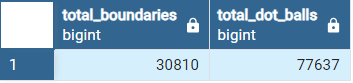 total_boundaries total_dot_balls
bigint bigint
1 30810 77637